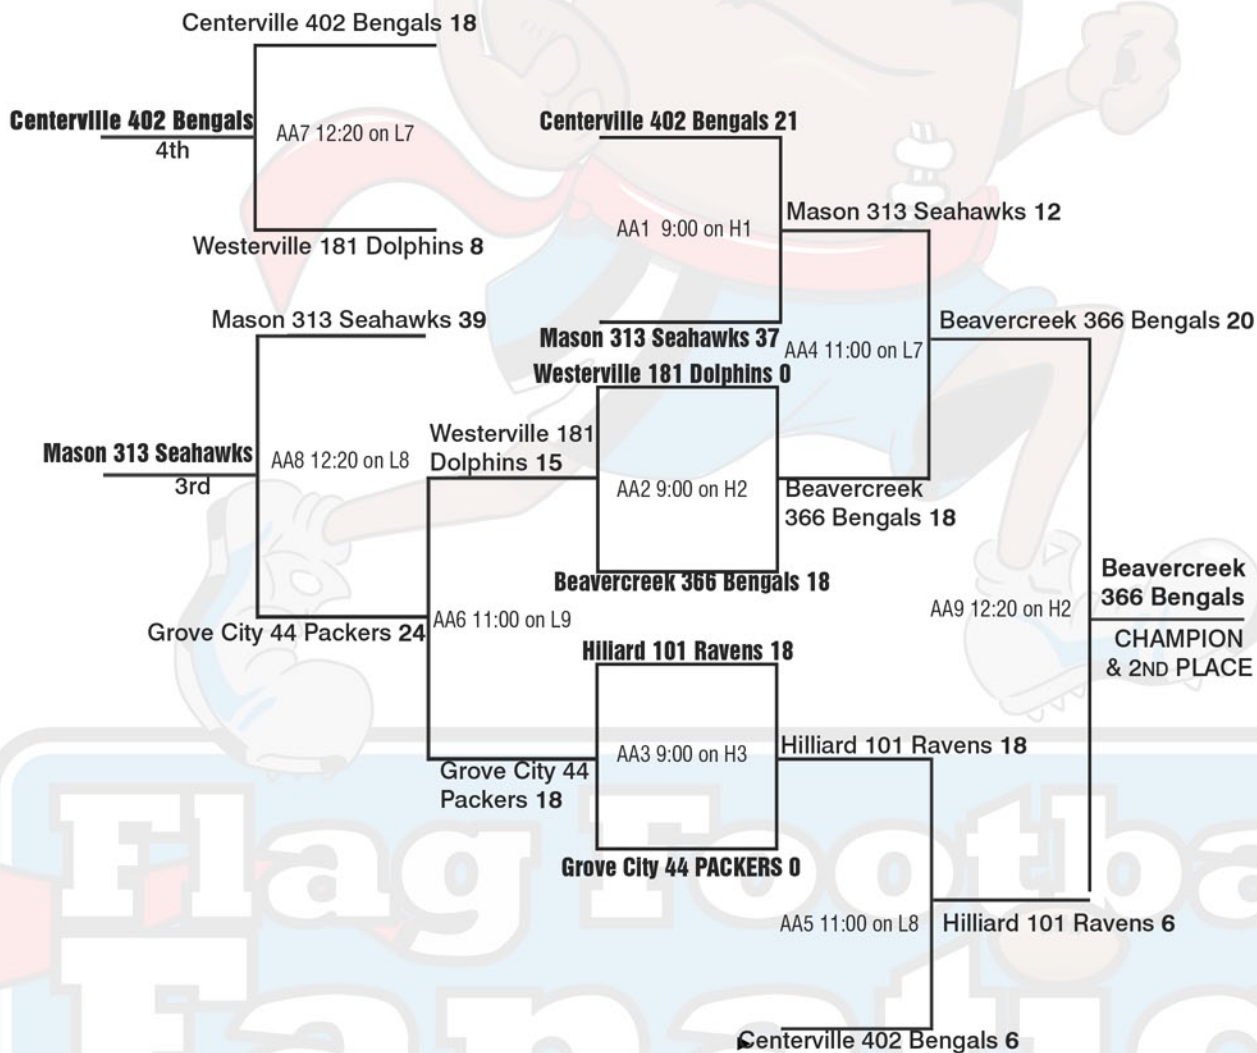 Centerville 402 Bengals 18
Centerville 402 Bengals
4th
AA7 12:20 on L7
Westerville 181 Dolphins 8
Centerville 402 Bengals 21
AA1 9:00 on H1
Mason 313 Seahawks 37
Mason 313 Seahawks 12
AA4 11:00 on L7
Beavercreek 366 Bengals 20
Mason 313 Seahawks 39
Mason 313 Seahawks
3rd
AA8 12:20 on L8
Grove City 44 Packers 24
Westerville 181 Dolphins 0
Westerville 181
Dolphins 15
AA2 9:00 on H2
Beavercreek
366 Bengals 18
Beavercreek 366 Bengals 18
AA6 11:00 on L9
Hillard 101 Ravens 18
AA3 9:00 on H3
Grove City 44
Packers 18
Grove City 44 PACKERS 0
Hilliard 101 Ravens 18
AA5 11:00 on L8
Hilliard 101 Ravens 6
Centerville 402 Bengals 6
AA9 12:20 on H2
Beavercreek
366 Bengals
CHAMPION
& 2ND PLACE
Flag Footba
Fanatic